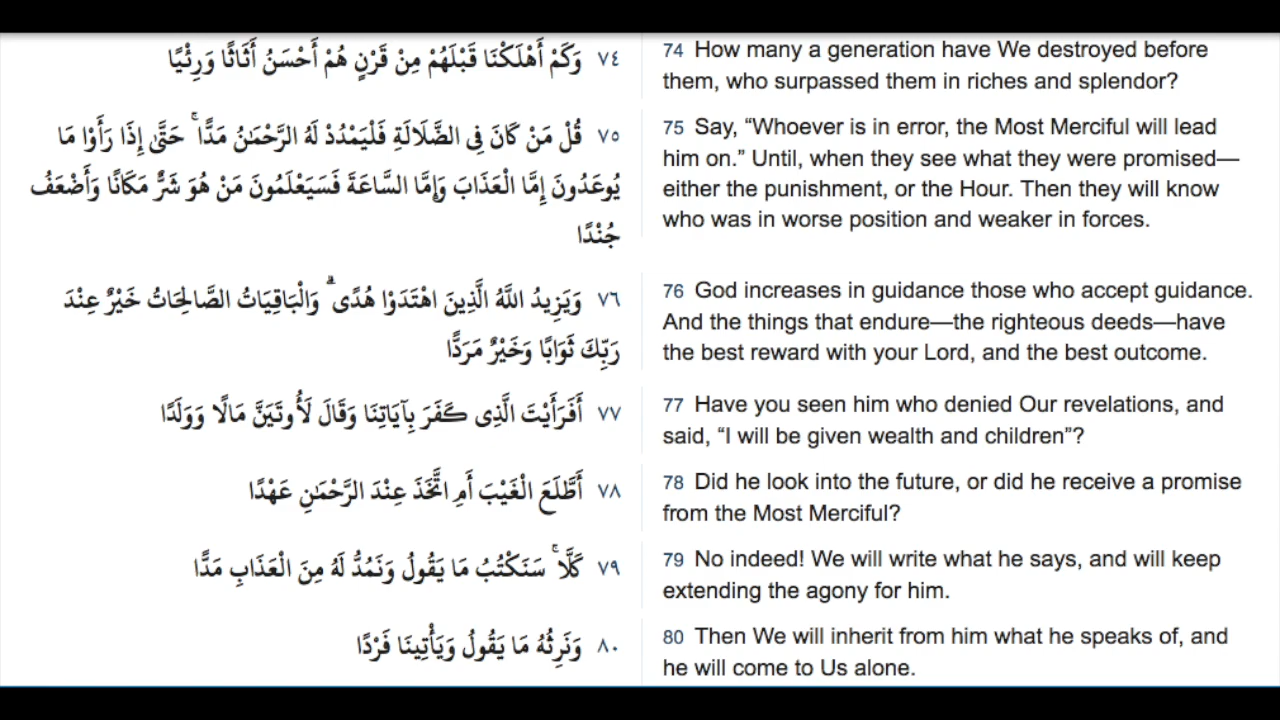 ٧٤ وَكَمْ أَهْلَكْنَا قَبْلَهُمْ مِنْ قَرْنٍ هُمْ أَحْسَنُ أَثَاثًا وَرِئْيًا
74 How many a generation have We destroyed before
them, who surpassed them in riches and splendor?
٧٥ قُلْ مَنْ كَانَ فِي الضَّلَالَةِ فَلْيَمْدُدْ لَهُ الرَّحْمَٰنُ مَدًّا ۚ حَتَّىٰ إِذَا رَأَوْا مَا
يُوعَدُونَ إِمَّا الْعَذَابَ وَإِمَّا السَّاعَةَ فَسَيَعْلَمُونَ مَنْ هُوَ شَرٌّ مَكَانًا وَأَضْعَفُ
جُنْدًا
75 Say, “Whoever is in error, the Most Merciful will lead
him on.” Until, when they see what they were promised—
either the punishment, or the Hour. Then they will know
who was in worse position and weaker in forces.
٧٦ وَيَزِيدُ اللَّهُ الَّذِينَ اهْتَدَوْا هُدًى ۗ وَالْبَاقِيَاتُ الصَّالِحَاتُ خَيْرٌ عِنْدَ
رَبِّكَ ثَوَابًا وَخَيْرٌ مَرَدًّا
76 God increases in guidance those who accept guidance.
And the things that endure—the righteous deeds—have
the best reward with your Lord, and the best outcome.
٧٧ أَفَرَأَيْتَ الَّذِي كَفَرَ بِآيَاتِنَا وَقَالَ لَأُوتَيَنَّ مَالًا وَوَلَدًا
77 Have you seen him who denied Our revelations, and
said, “I will be given wealth and children”?
٧٨ أَطَّلَعَ الْغَيْبَ أَمِ اتَّخَذَ عِنْدَ الرَّحْمَٰنِ عَهْدًا
78 Did he look into the future, or did he receive a promise
from the Most Merciful?
٧٩ كَلَّا ۚ سَنَكْتُبُ مَا يَقُولُ وَنَمُدُّ لَهُ مِنَ الْعَذَابِ مَدًّا
79 No indeed! We will write what he says, and will keep
extending the agony for him.
٨٠ وَنَرِثُهُ مَا يَقُولُ وَيَأْتِينَا فَرْدًا
80 Then We will inherit from him what he speaks of, and
he will come to Us alone.